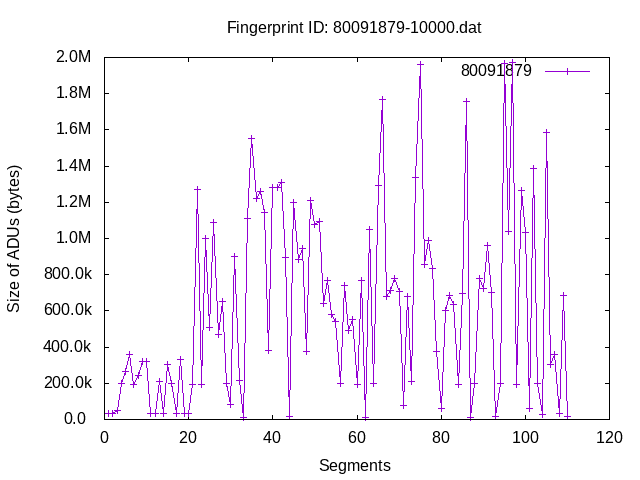 Fingerprint ID: 80091879-10000.dat
80091879
Size of ADUs (bytes)
2.0M
1.8M
1.6M
1.4M
1.2M
1.0M
800.0k
600.0k
400.0k
200.0k
0.0
0 20 40 60 80 100 120
Segments